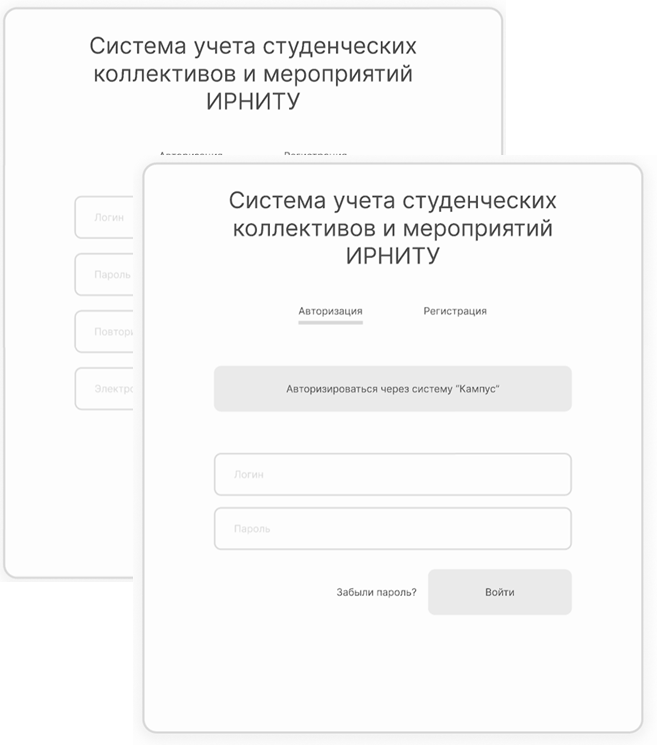 Система учета студенческих
коллективов и мероприятий
ИРНИТУ
Логин
Пароль
Система учета студенческих
коллективов и мероприятий
ИРНИТУ
Авторизация
Регистрация
Авторизироваться через систему “Кампус”
Логин
Пароль
Забыли пароль?
Войти